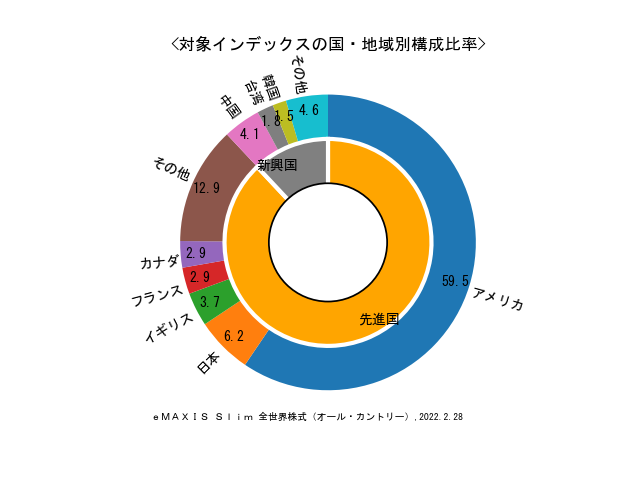 <対象インデックスの国・地域別構成比率>
その他
韓国
台湾
中国
4.6
1.5
1.8
4.1
新興国
その他
12.9
カナダ
2.9
フランス
2.9
イギリス
3.7
日本
6.2
59.5
アメリカ
先進国
eMAXIS Slim 全世界株式 (オール・カントリー),2022.2.28